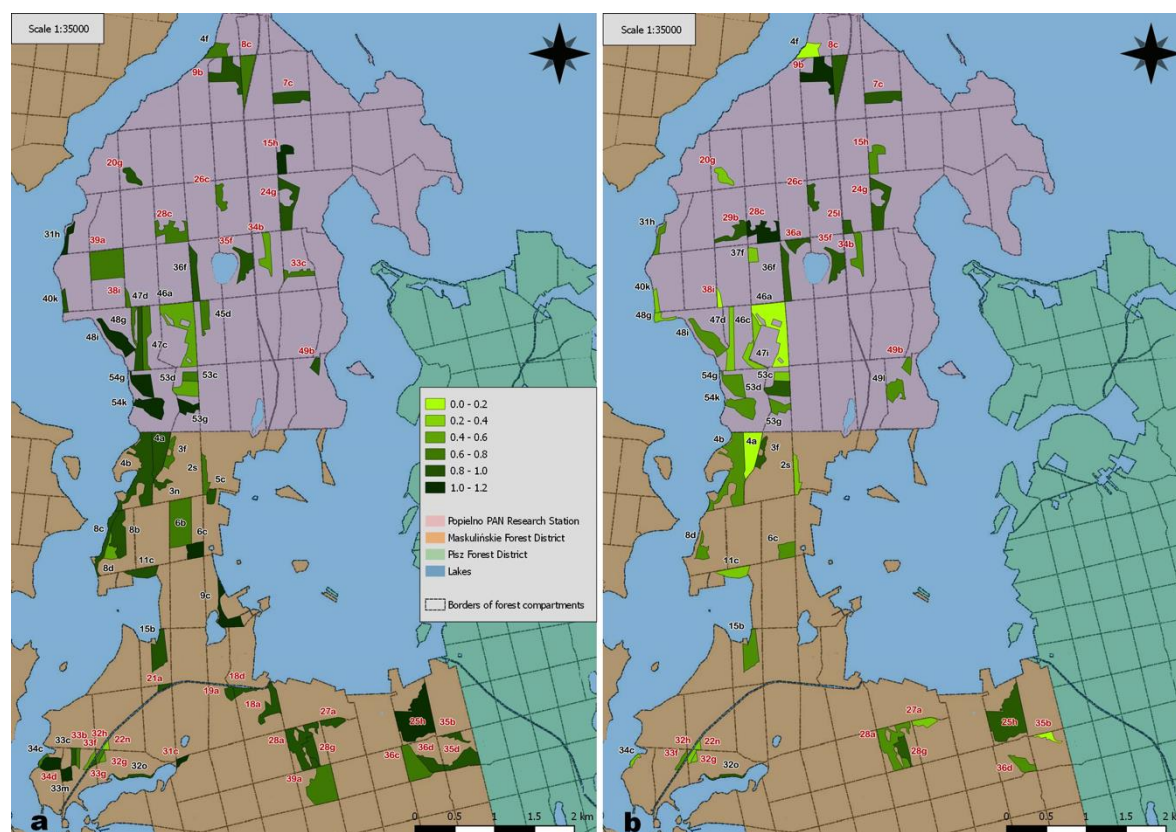 Scale 1:35000
4f
8c
9b
7c
15h
20g
26c
24g
28c
34b
31h
39a
35f
36f
33c
40k
38i
47d
46a
45d
48g
48i
47c
49b
54g
53d
53c
54k
53g
4a
3f
4b
2s
5c
3n
8c
8b
6b
6c
11c
8d
9c
15b
21a
18d
19a
18a
27a
28a
28g
25h
35b
36c
36d
35d
39a
33b
32h
33c
33f
22n
34c
31c
32g
34d
33g
32o
33m
0.0 - 0.2
0.2 - 0.4
0.4 - 0.6
0.6 - 0.8
0.8 - 1.0
1.0 - 1.2
Popielno PAN Research Station
Maskulińskie Forest District
Pisz Forest District
Lakes
Borders of forest compartments
a
0 0.5 1 1.5 2 km
Scale 1:35000
4f
8c
9b
7c
15h
20g
26c
24g
29b
28c
25l
31h
36a
35f
34b
37f
36f
40k
38i
46a
48g
47d
46c
48i
47i
49b
54g
53c
53d
49l
54k
53g
4b
4a
3f
2s
8d
6c
11c
15b
27a
28a
28g
25h
35b
36d
32h
22n
34c
33f
32g
32o
b
0 0.5 1 1.5 2